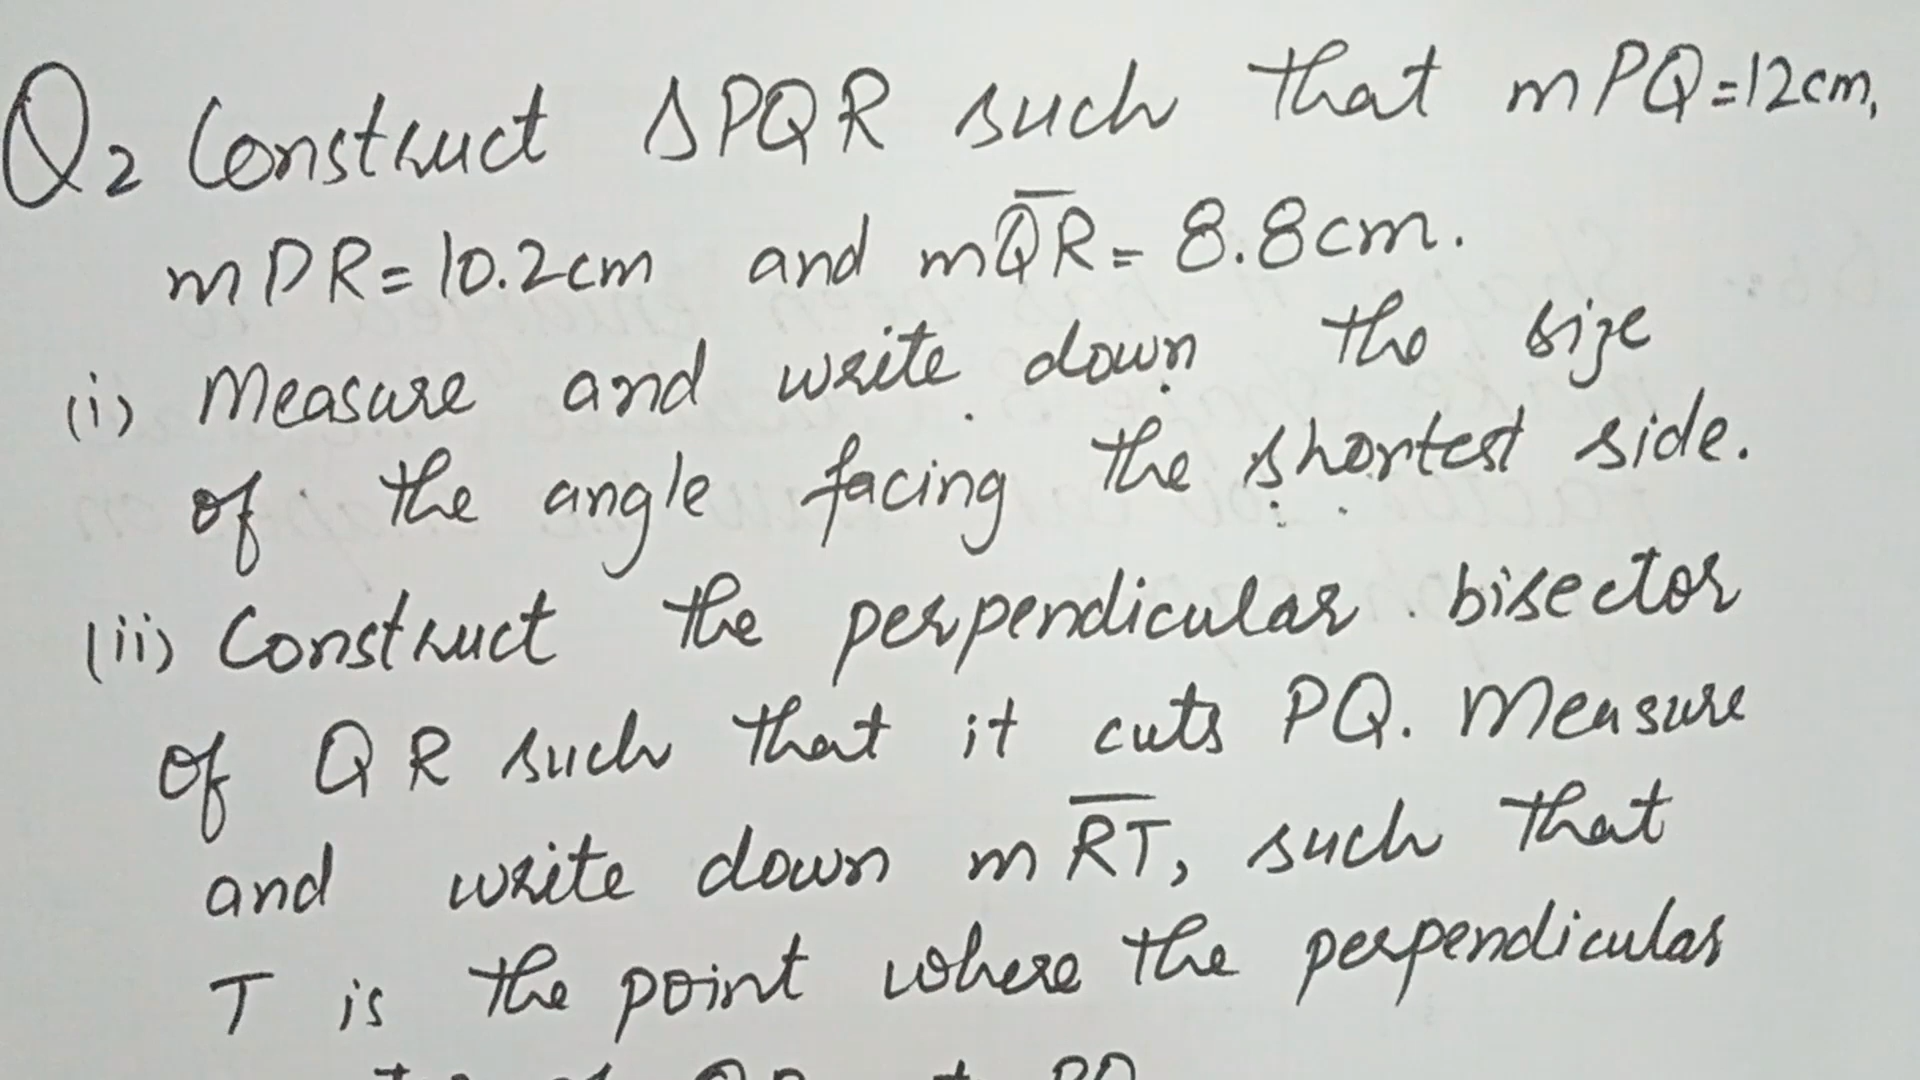 Q2 Construct ΔPQR such that mPQ=12cm,
mPR=10.2cm and mQR=8.8cm.
(i) Measure and write down the size
of the angle facing the shortest side.
(ii) Construct the perpendicular bisector
of QR such that it cuts PQ. Measure
and write down mRT, such that
T is the point where the perpendicular